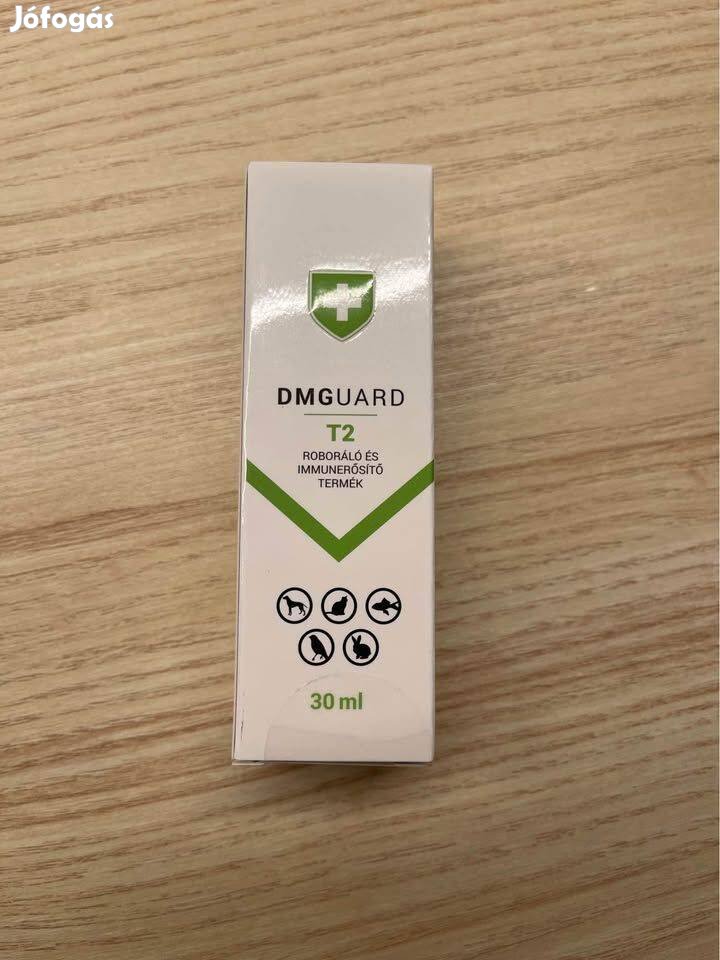 Jófogás
DMGUARD
T2
ROBORÁLÓ ÉS
IMMUNERŐSÍTŐ
TERMÉK
30 ml